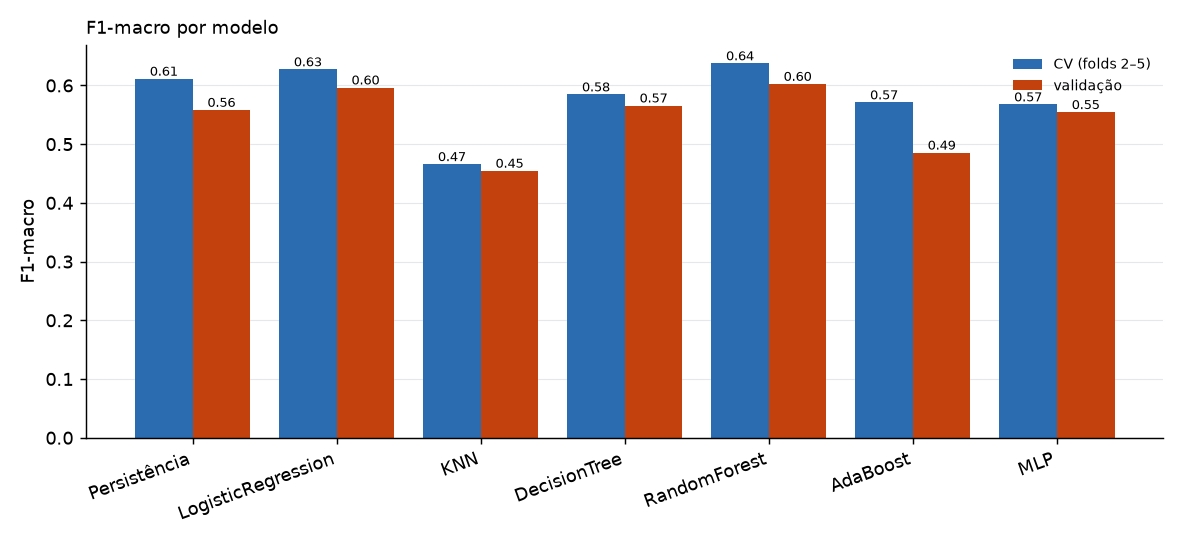 F1-macro por modelo
CV (folds 2–5)
validação
F1-macro
0.6
0.5
0.4
0.3
0.2
0.1
0.0
0.61
0.56
0.63
0.60
0.47
0.45
0.58
0.57
0.64
0.60
0.57
0.49
0.57
0.55
Persistência
LogisticRegression
KNN
DecisionTree
RandomForest
AdaBoost
MLP